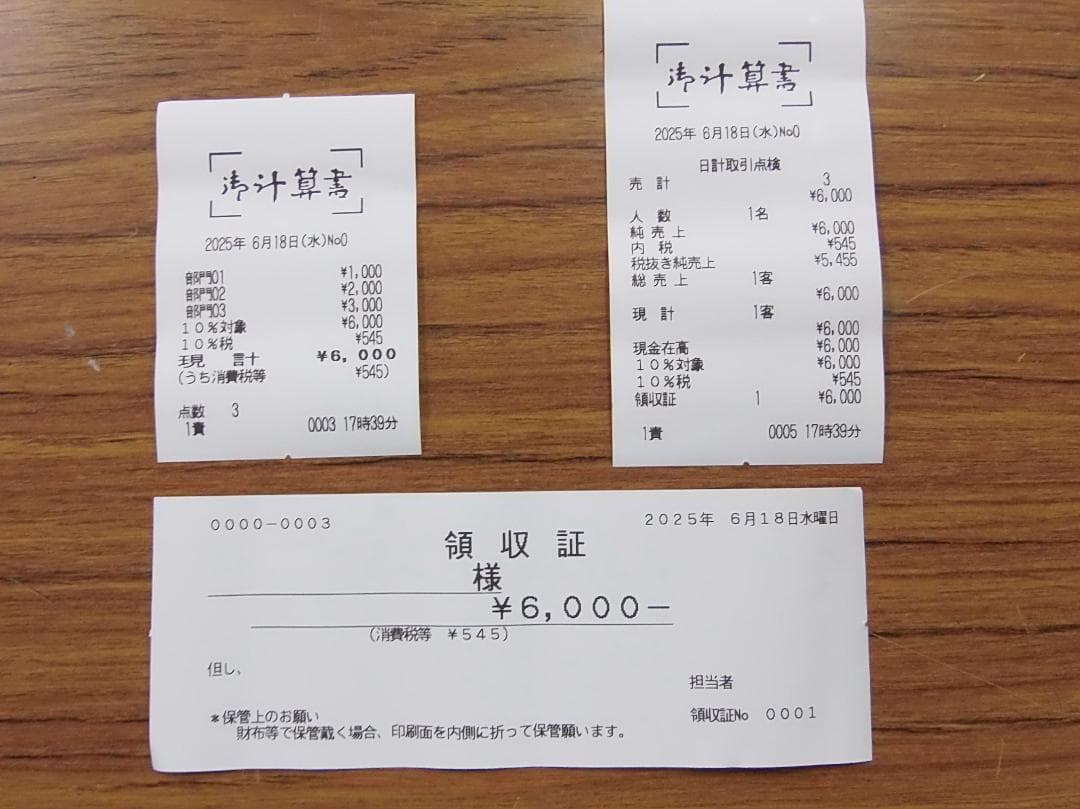 御計算書
2025年 6月18日(水)No0
部門01 ¥1,000
部門02 ¥2,000
部門03 ¥3,000
10%対象 ¥6,000
10%税 ¥545
現 計 ¥6,000
(うち消費税等 ¥545)
点数 3
1責 0003 17時39分
御計算書
2025年 6月18日(水)No0
日計取引点検
売 計 3
¥6,000
人 数 1名
純 売 上 ¥6,000
内 税 ¥545
税抜き純売上 ¥5,455
総 売 上 1客
¥6,000
現 計 1客
¥6,000
現金在高 ¥6,000
10%対象 ¥6,000
10%税 ¥545
領収証 1 ¥6,000
1責 0005 17時39分
0000-0003 2025年 6月18日水曜日
領 収 証
様
¥6,000-
(消費税等 ¥545)
但し、
担当者
*保管上のお願い 領収証No 0001
財布等で保管戴く場合、印刷面を内側に折って保管願います。